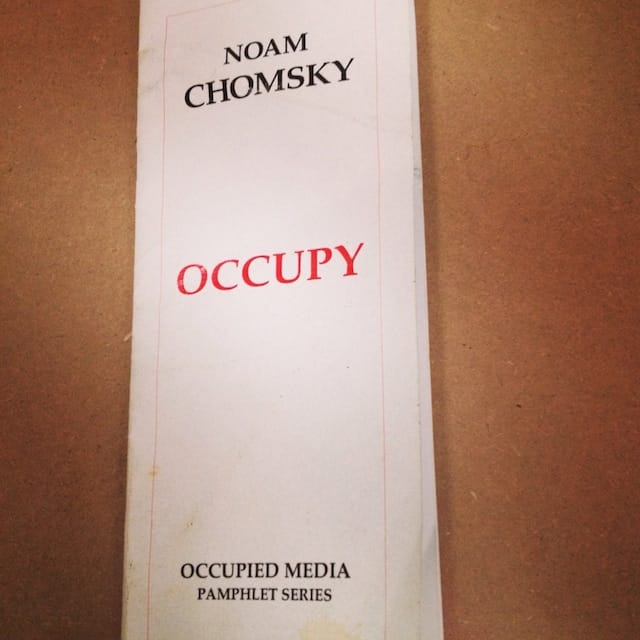 NOAM
CHOMSKY
OCCUPY
OCCUPIED MEDIA
PAMPHLET SERIES